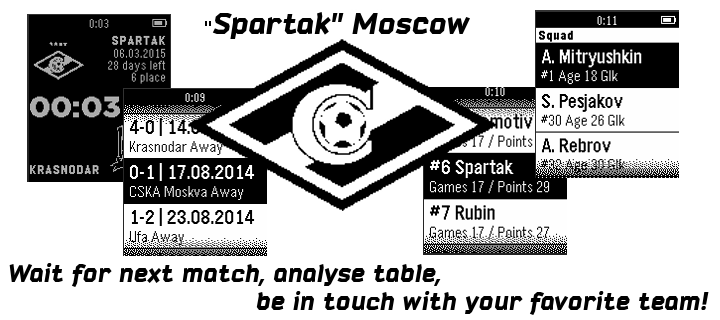 "Spartak" Moscow
0:03
SPARTAK
06.03.2015
28 days left
6 place
00:03
KRASNODAR
0:09
4-0 | 14.0
Krasnodar Away
0-1 | 17.08.2014
CSKA Moskva Away
1-2 | 23.08.2014
Ufa Away
C
0:10
motiv
Games 17 / Points
#6 Spartak
Games 17 / Points 29
#7 Rubin
Games 17 / Points 27
0:11
Squad
A. Mitryushkin
#1 Age 18 Glk
S. Pesjakov
#30 Age 26 Glk
A. Rebrov
#32 Age 30 Glk
Wait for next match, analyse table,
be in touch with your favorite team!